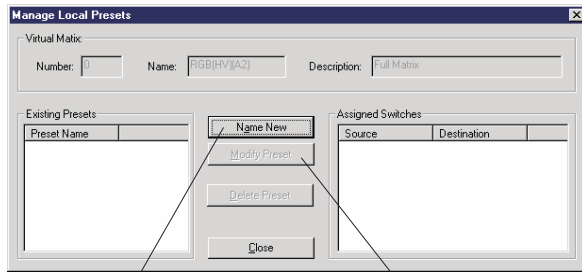 Manage Local Presets
Virtual Matix:
Number: 0 Name: RGB(HV)(A2) Description: Full Matrix
Existing Presets
Preset Name
Name New
Modify Preset
Delete Preset
Close
Assigned Switches
Source Destination